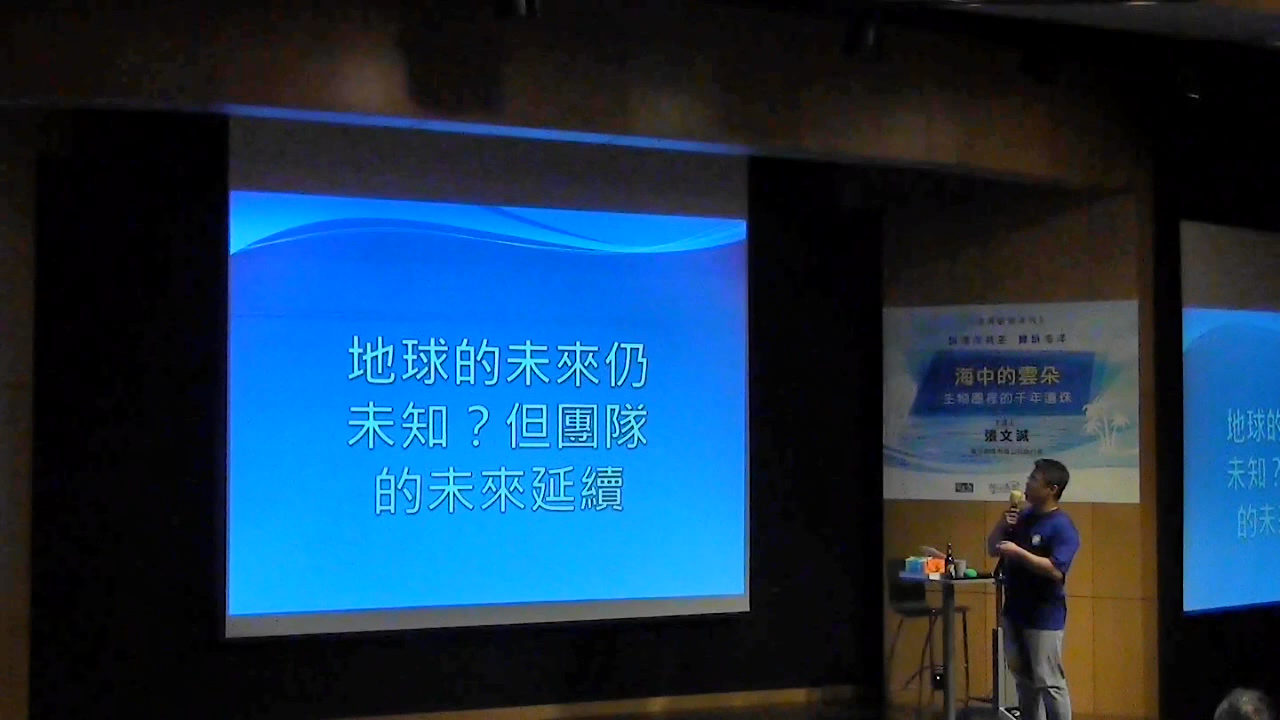 地球的未來仍
未知？但團隊
的未來延續
海中的雲朵
生物園裡的千年遺珠
張文誠
地球的
未知？
的未